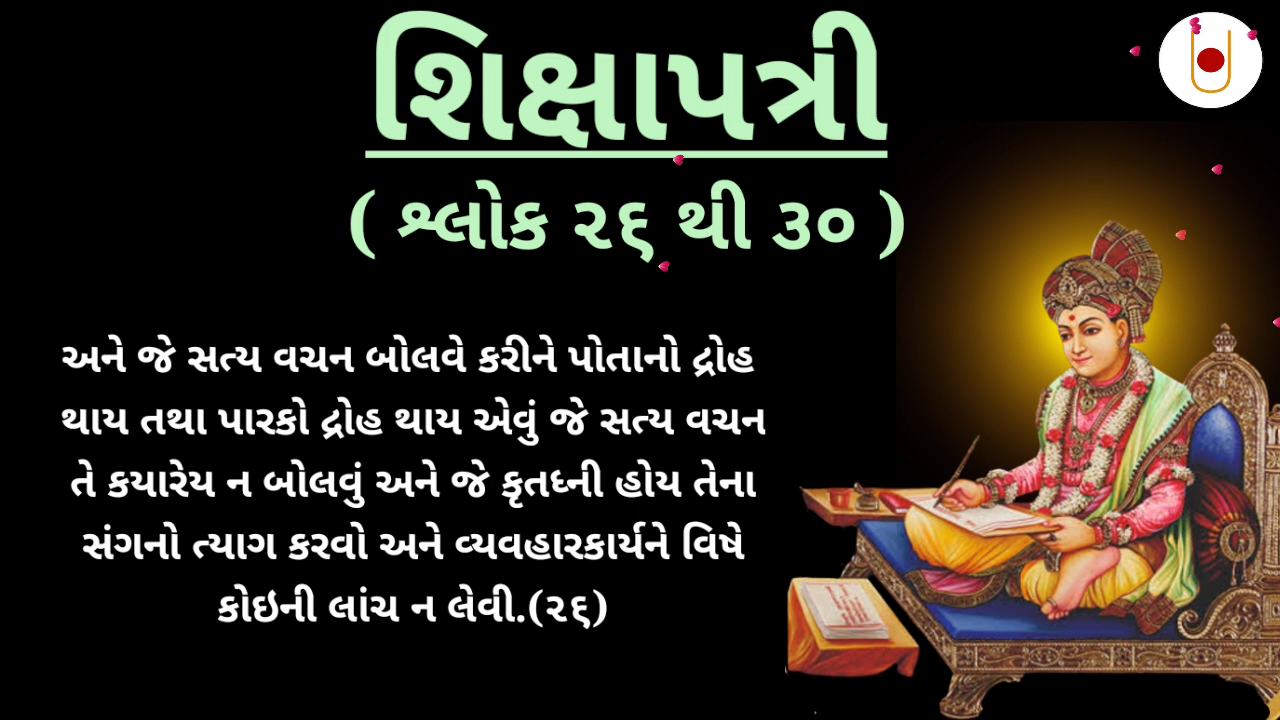 શિક્ષાપત્રી
( શ્લોક ૨૬ થી ૩૦ )
અને જે સત્ય વચન બોલવે કરીને પોતાનો દ્રોહ
થાય તથા પારકો દ્રોહ થાય એવું જે સત્ય વચન
તે કયારેય ન બોલવું અને જે કૃતધ્ની હોય તેના
સંગનો ત્યાગ કરવો અને વ્યવહારકાર્યને વિષે
કોઇની લાંચ ન લેવી.(૨૬)